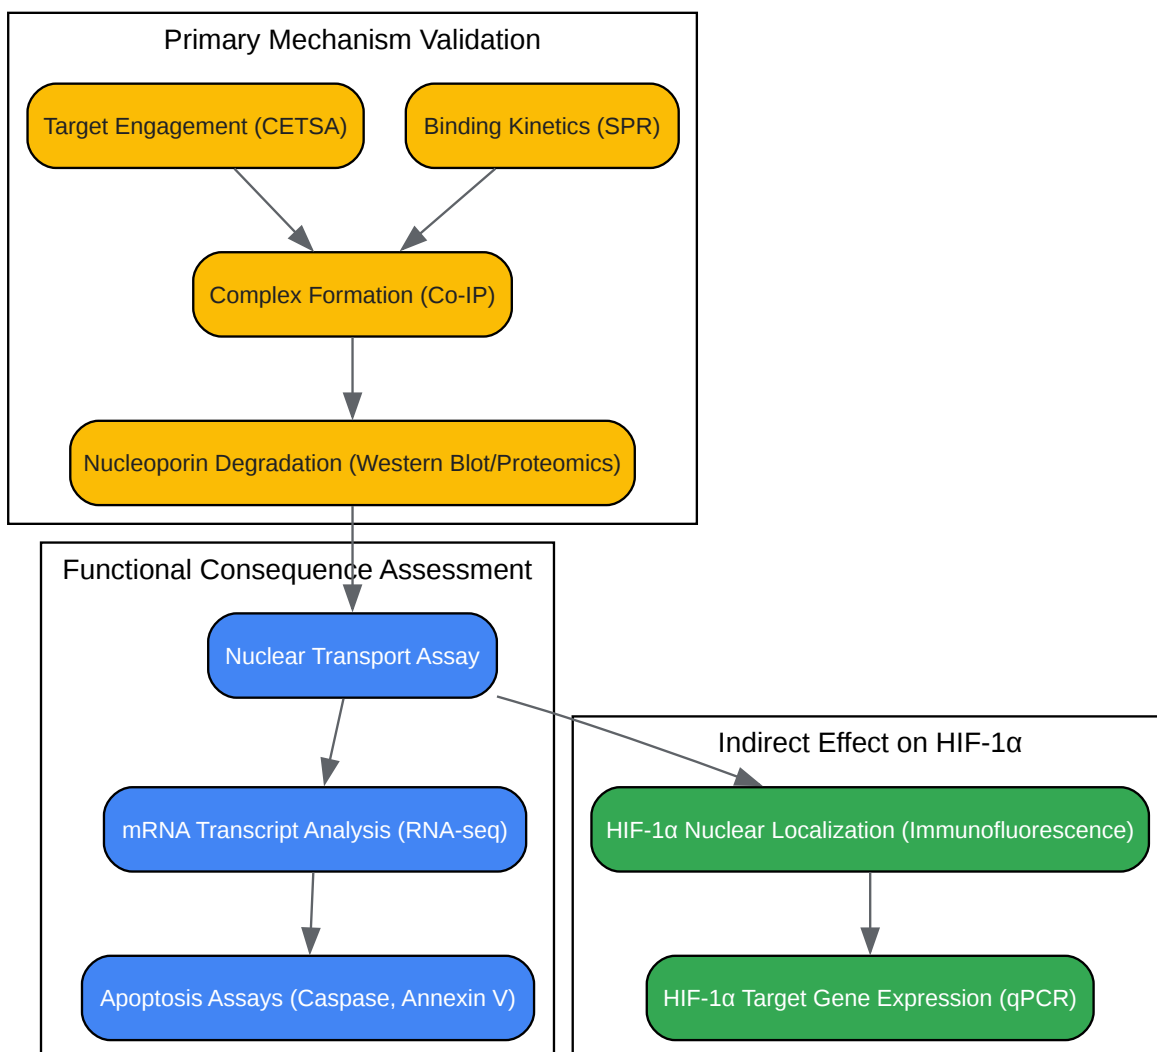 Primary Mechanism Validation
Target Engagement (CETSA)
Binding Kinetics (SPR)
Complex Formation (Co-IP)
Nucleoporin Degradation (Western Blot/Proteomics)
Functional Consequence Assessment
Nuclear Transport Assay
Indirect Effect on HIF-1α
mRNA Transcript Analysis (RNA-seq)
HIF-1α Nuclear Localization (Immunofluorescence)
Apoptosis Assays (Caspase, Annexin V)
HIF-1α Target Gene Expression (qPCR)